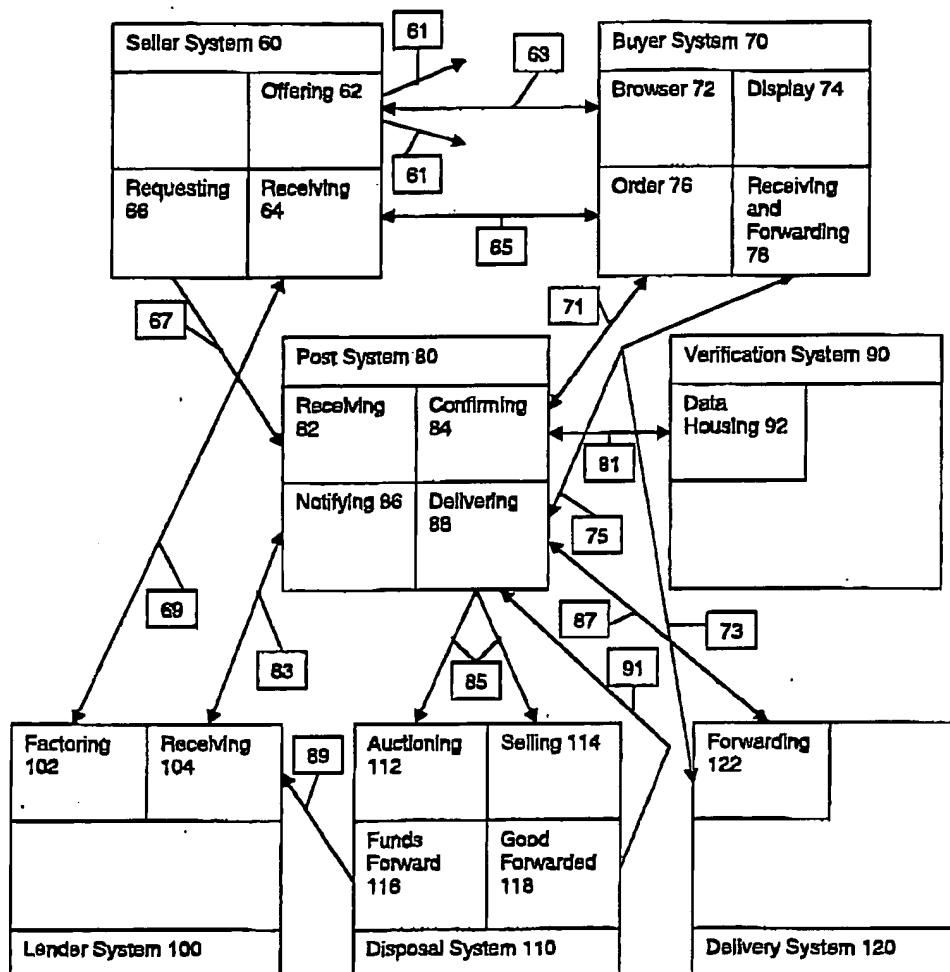 Seller System 60
Offering 62
Requesting
66
Receiving
64
61
63
61
65
Buyer System 70
Browser 72
Display 74
Order 76
Receiving
and
Forwarding
78
67
71
Post System 80
Receiving
82
Confirming
84
Notifying 86
Delivering
88
Verification System 90
Data
Housing 92
81
75
69
83
85
87
73
91
89
Factoring
102
Receiving
104
Lender System 100
Auctioning
112
Selling 114
Funds
Forward
116
Good
Forwarded
118
Disposal System 110
Forwarding
122
Delivery System 120